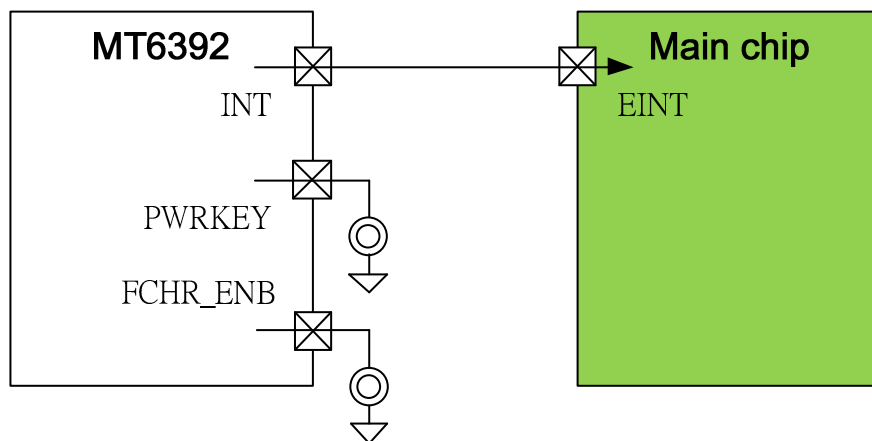 MT6392
Main chip
INT
EINT
PWRKEY
FCHR_ENB